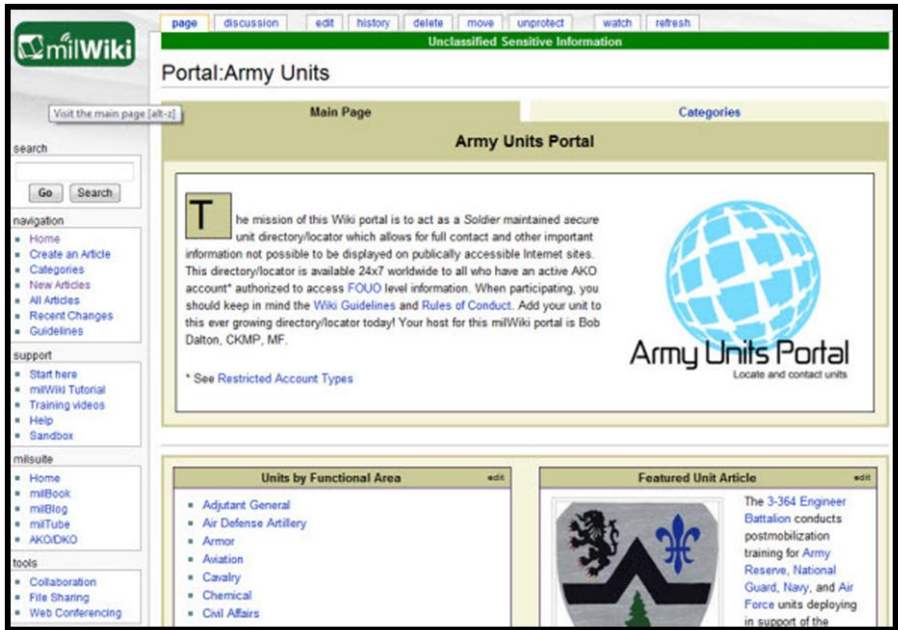 milWiki
page discussion edit history delete move unprotect watch refresh
Unclassified Sensitive Information
Portal:Army Units
Visit the main page [alt-z]
search
Go Search
navigation
Home
Create an Article
Categories
New Articles
All Articles
Recent Changes
Guidelines
support
Start here
milWiki Tutorial
Training videos
Help
Sandbox
milsuite
Home
milBook
milBlog
milTube
AKO/DKO
tools
Collaboration
File Sharing
Web Conferencing
Main Page Categories
Army Units Portal
The mission of this Wiki portal is to act as a Soldier maintained secure
unit directory/locator which allows for full contact and other important
information not possible to be displayed on publically accessible Internet sites.
This directory/locator is available 24x7 worldwide to all who have an active AKO
account* authorized to access FOUO level information. When participating, you
should keep in mind the Wiki Guidelines and Rules of Conduct. Add your unit to
this ever growing directory/locator today! Your host for this milWiki portal is Bob
Dalton, CKMP, MF.
* See Restricted Account Types
Army Units Portal
Locate and contact units
Units by Functional Area edit
Adjutant General
Air Defense Artillery
Armor
Aviation
Cavalry
Chemical
Civil Affairs
Featured Unit Article edit
The 3-364 Engineer
Battalion conducts
postmobilization
training for Army
Reserve, National
Guard, Navy, and Air
Force units deploying
in support of the